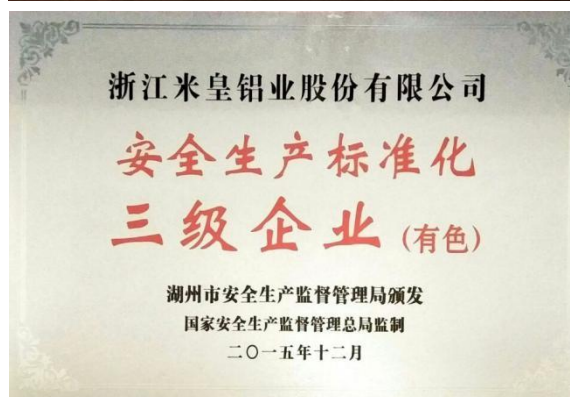 浙江米皇铝业股份有限公司
安全生产标准化
三级企业(有色)
湖州市安全生产监督管理局颁发
国家安全生产监督管理总局监制
二〇一五年十二月